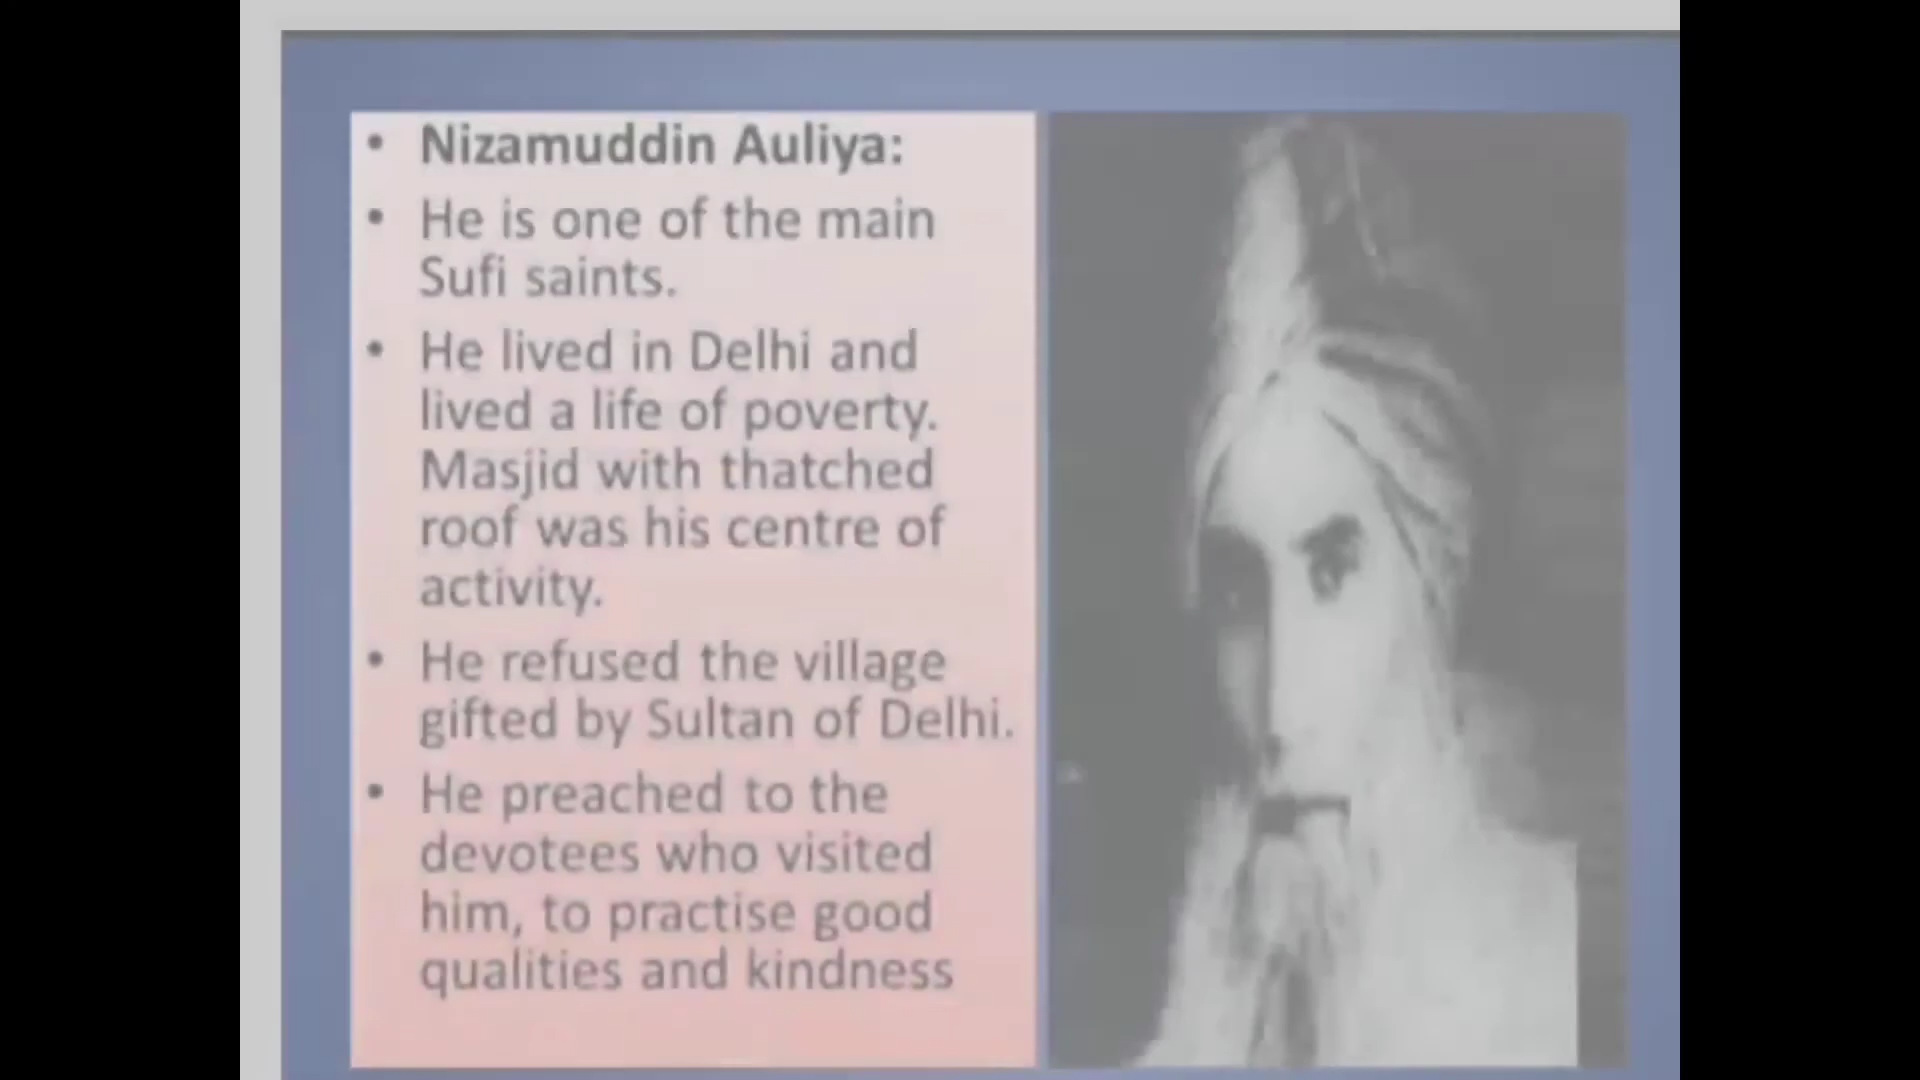 • Nizamuddin Auliya:
• He is one of the main
Sufi saints.
• He lived in Delhi and
lived a life of poverty.
Masjid with thatched
roof was his centre of
activity.
• He refused the village
gifted by Sultan of Delhi.
• He preached to the
devotees who visited
him, to practise good
qualities and kindness